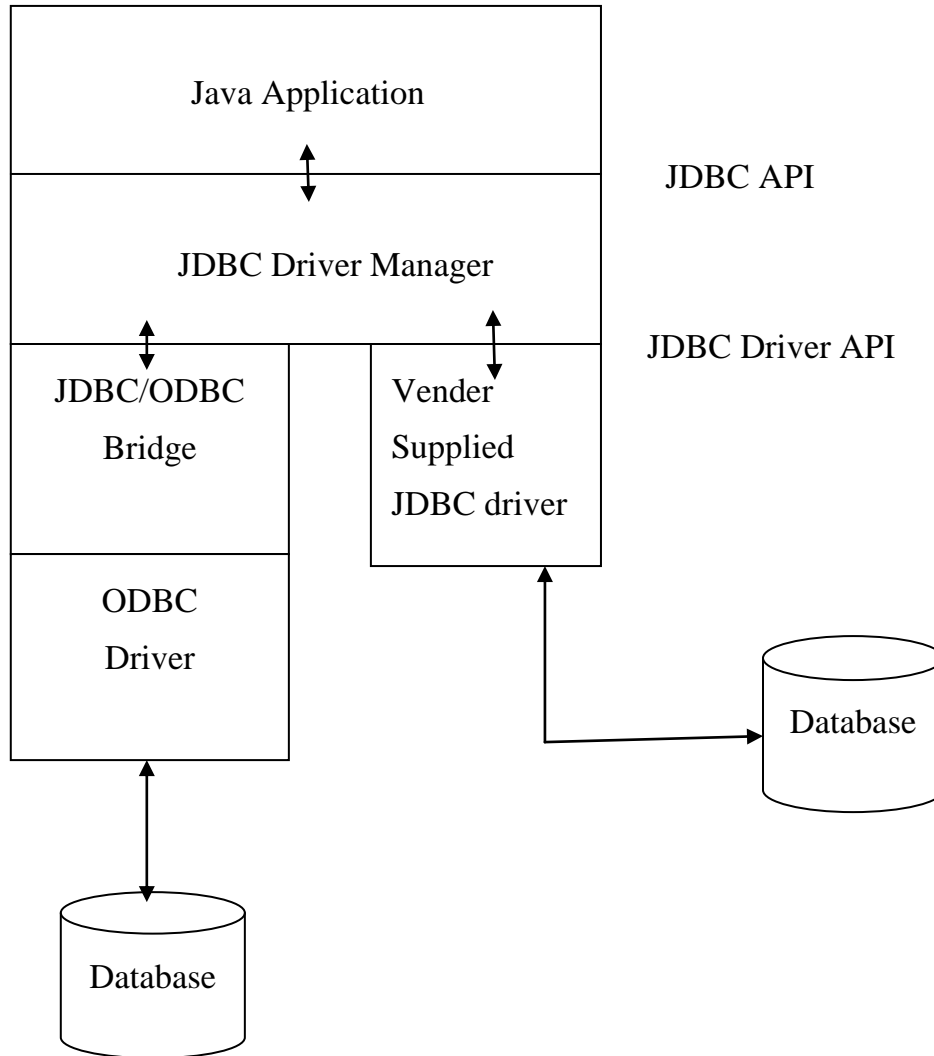 Java Application
JDBC API
JDBC Driver Manager
JDBC Driver API
JDBC/ODBC
Bridge
Vender
Supplied
JDBC driver
ODBC
Driver
Database
Database